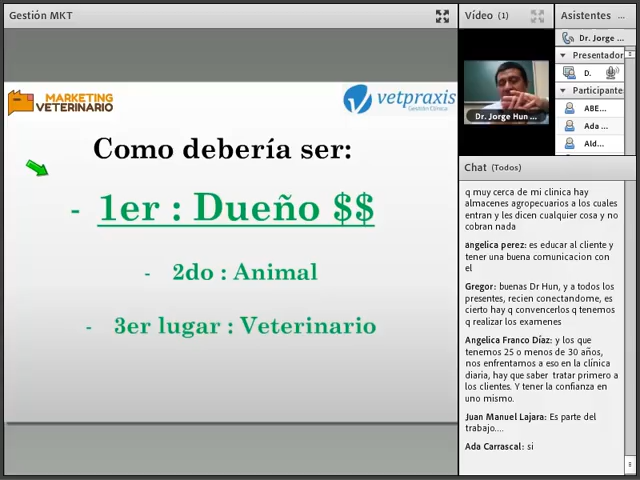 Gestión MKT
MARKETING
VETERINARIO
vetpraxis
Gestión Clínica
Como debería ser:
- 1er : Dueño $$
- 2do : Animal
- 3er lugar : Veterinario
Vídeo (1)
Dr. Jorge Hun ...
Asistentes ...
Dr. Jorge ...
Presentador
D.
Participante
ABE...
Ada ...
Ald...
Chat (Todos)
q muy cerca de mi clinica hay
almacenes agropecuarios a los cuales
entran y les dicen cualquier cosa y no
cobran nada
angelica perez: es educar al cliente y
tener una buena comunicacion con
el
Gregor: buenas Dr Hun, y a todos los
presentes, recien conectandome, es
cierto hay q convencerlos q tenemos
q realizar los examenes
Angelica Franco Díaz: y los que
tenemos 25 o menos de 30 años,
nos enfrentamos a eso en la clínica
diaria, hay que saber tratar primero a
los clientes. Y tener la confianza en
uno mismo.
Juan Manuel Lajara: Es parte del
trabajo....
Ada Carrascal: si